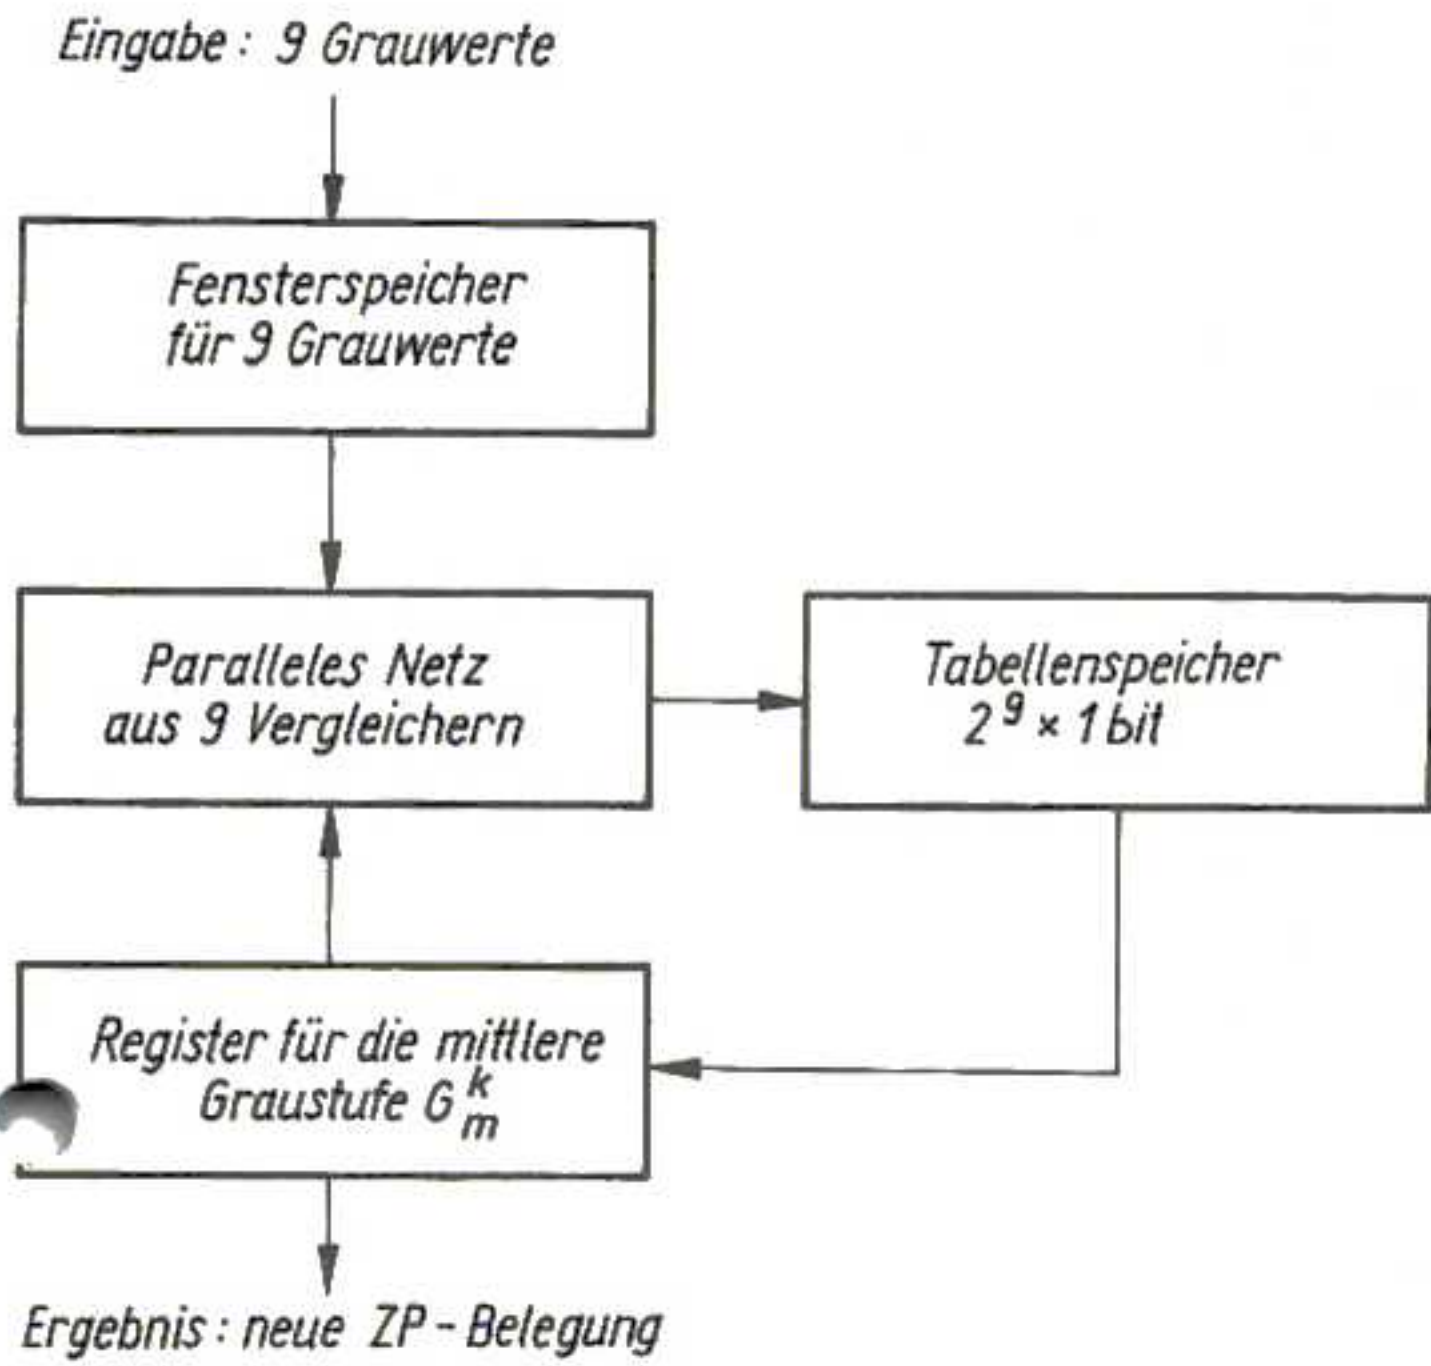 Eingabe: 9 Grauwerte
Fensterspeicher
für 9 Grauwerte
Paralleles Netz
aus 9 Vergleichern
Tabellenspeicher
2⁹ × 1 bit
Register für die mittlere
Graustufe Gₘᵏ
Ergebnis: neue ZP-Belegung